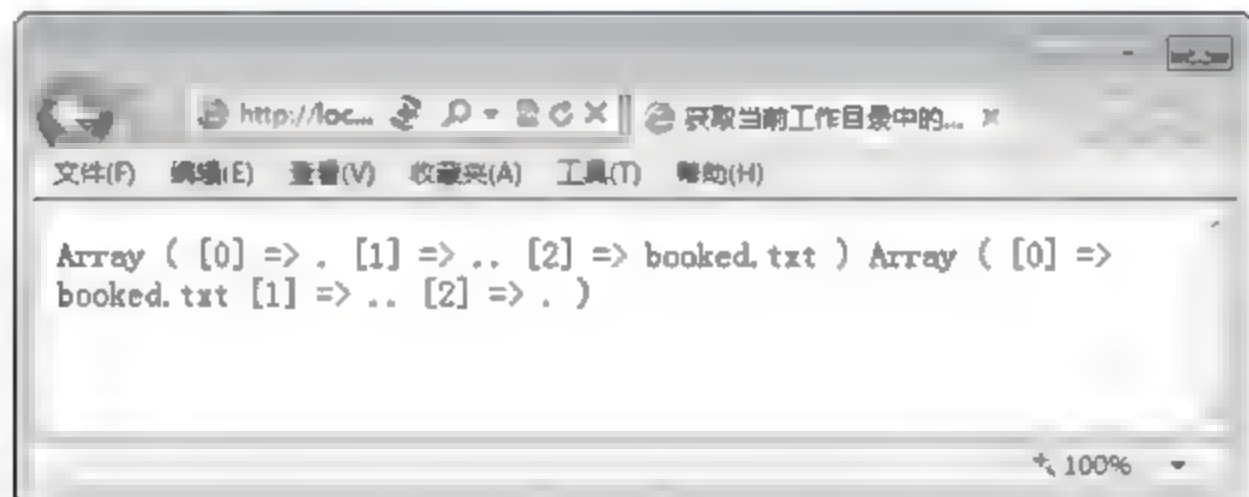 http://loc... 获取当前工作目录中的...
文件(F) 编辑(E) 查看(V) 收藏夹(A) 工具(T) 帮助(H)
Array ( [0] => . [1] => .. [2] => booked.txt ) Array ( [0] =>
booked.txt [1] => .. [2] => . )
100%